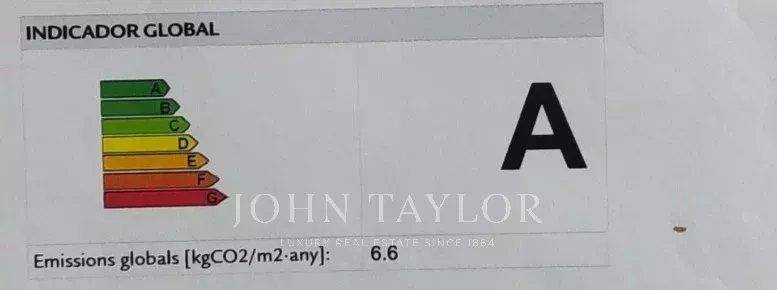 INDICADOR GLOBAL
A
B
C
D
E
F
G
A
JOHN TAYLOR
LUXURY REAL ESTATE SINCE 1864
Emissions globals [kgCO2/m2·any]: 6.6